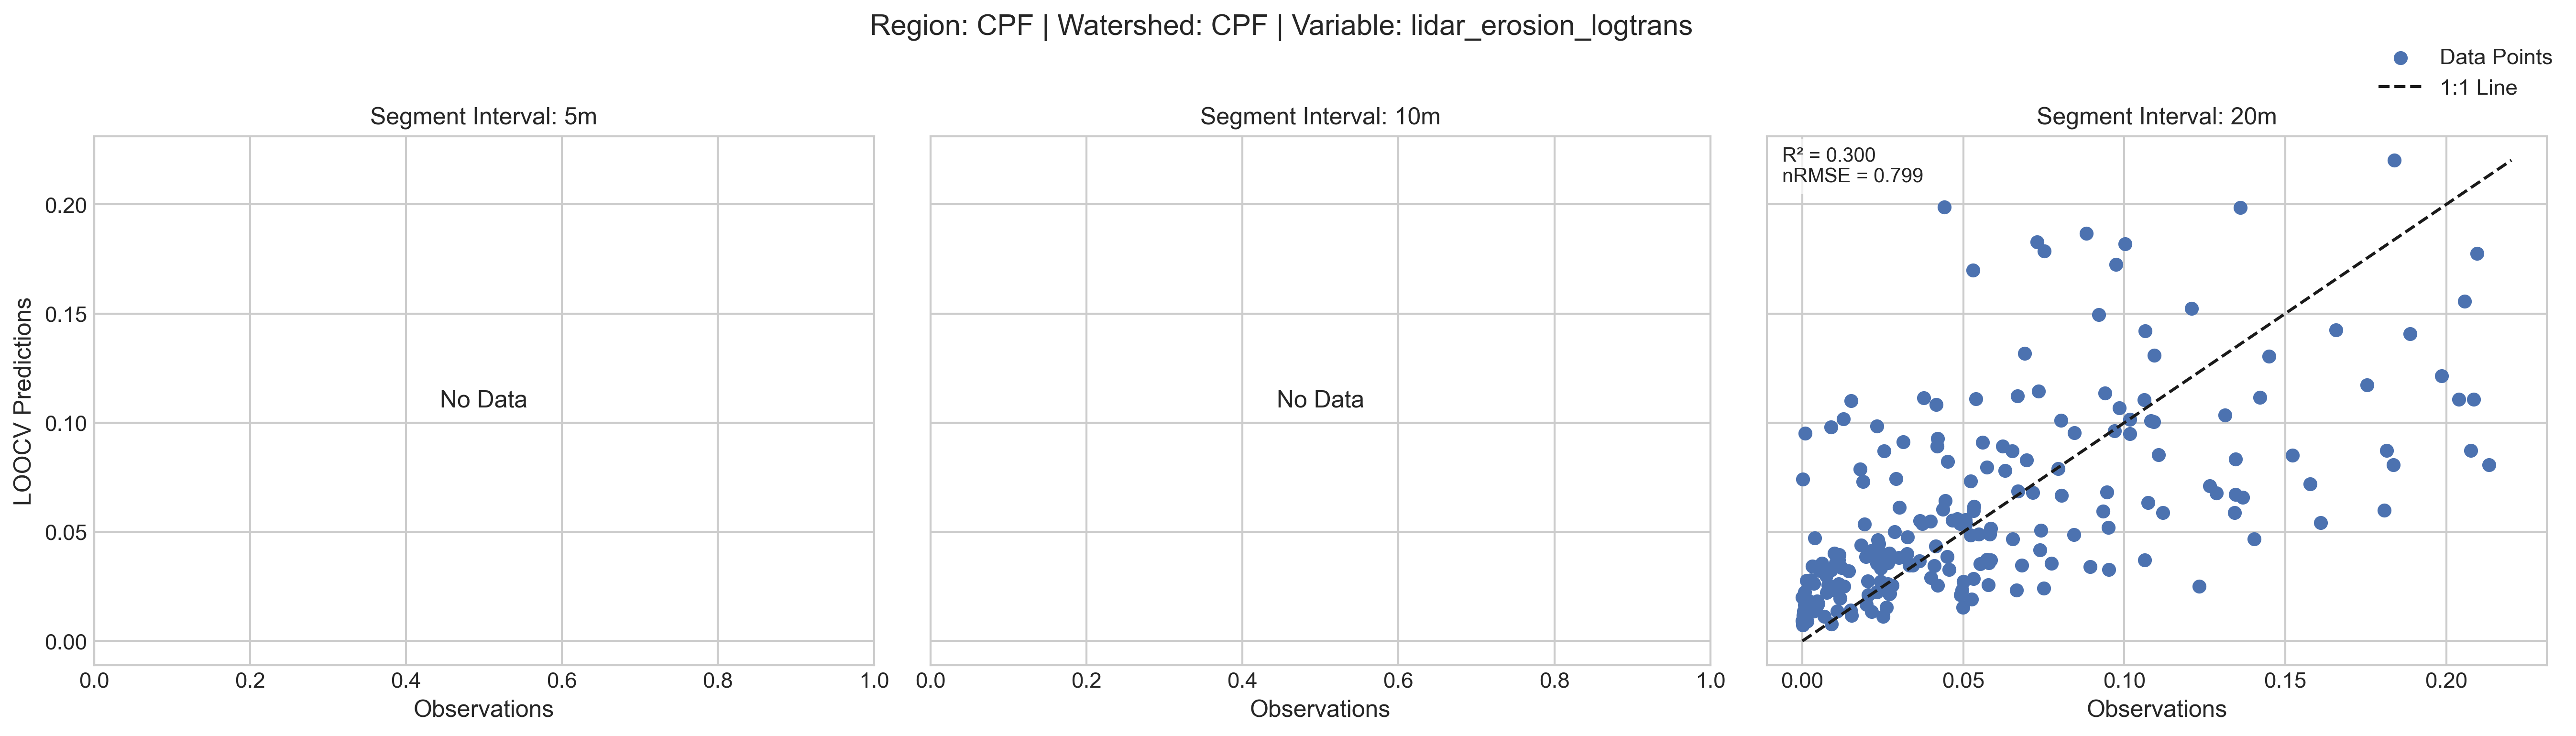 Region: CPF | Watershed: CPF | Variable: lidar_erosion_logtrans
Data Points
1:1 Line
Segment Interval: 5m
Segment Interval: 10m
Segment Interval: 20m
LOOCV Predictions
0.20
0.15
0.10
0.05
0.00
No Data
0.0 0.2 0.4 0.6 0.8 1.0
Observations
No Data
0.0 0.2 0.4 0.6 0.8 1.0
Observations
R² = 0.300
nRMSE = 0.799
0.00 0.05 0.10 0.15 0.20
Observations